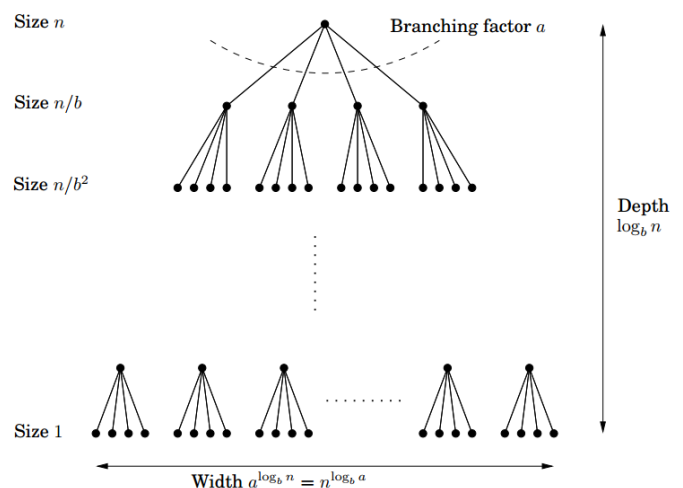 Size n
Branching factor a
Size n/b
Size n/b²
Depth
log_b n
Size 1
Width a^{log_b n} = n^{log_b a}